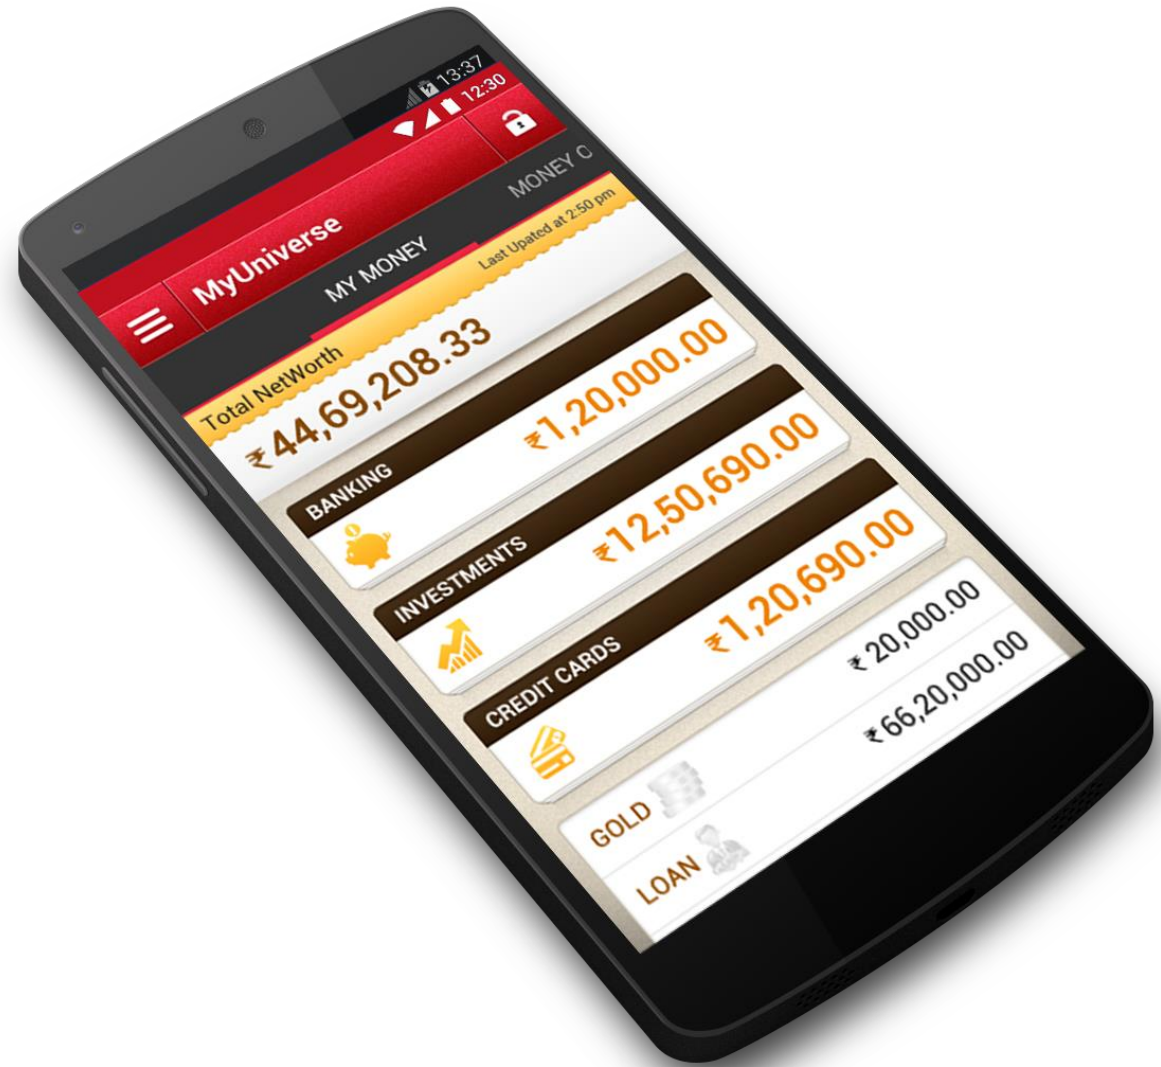 13:37
12:30
MyUniverse
MY MONEY
MONEY C
Total NetWorth
Last Upated at 2:50 pm
₹ 44,69,208.33
BANKING
₹1,20,000.00
INVESTMENTS
₹12,50,690.00
CREDIT CARDS
₹1,20,690.00
GOLD
₹ 20,000.00
LOAN
₹ 66,20,000.00